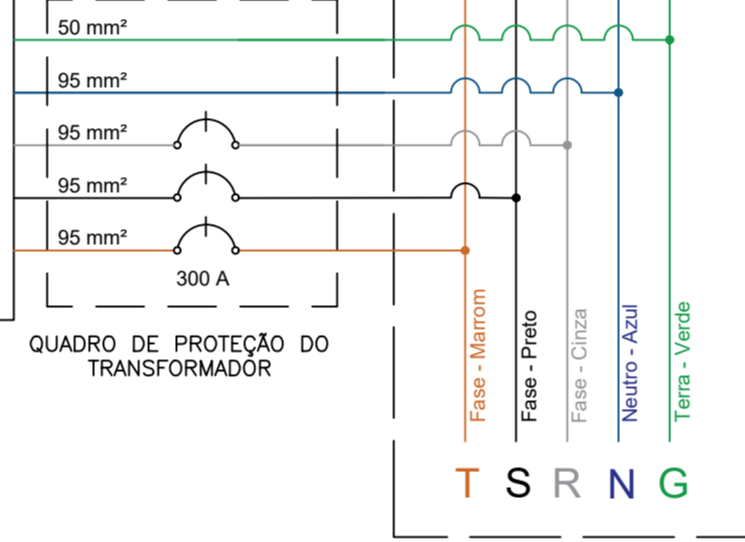 50 mm²
95 mm²
95 mm²
95 mm²
95 mm²
300 A
QUADRO DE PROTEÇÃO DO
TRANSFORMADOR
Fase - Marrom
Fase - Preto
Fase - Cinza
Neutro - Azul
Terra - Verde
T S R N G